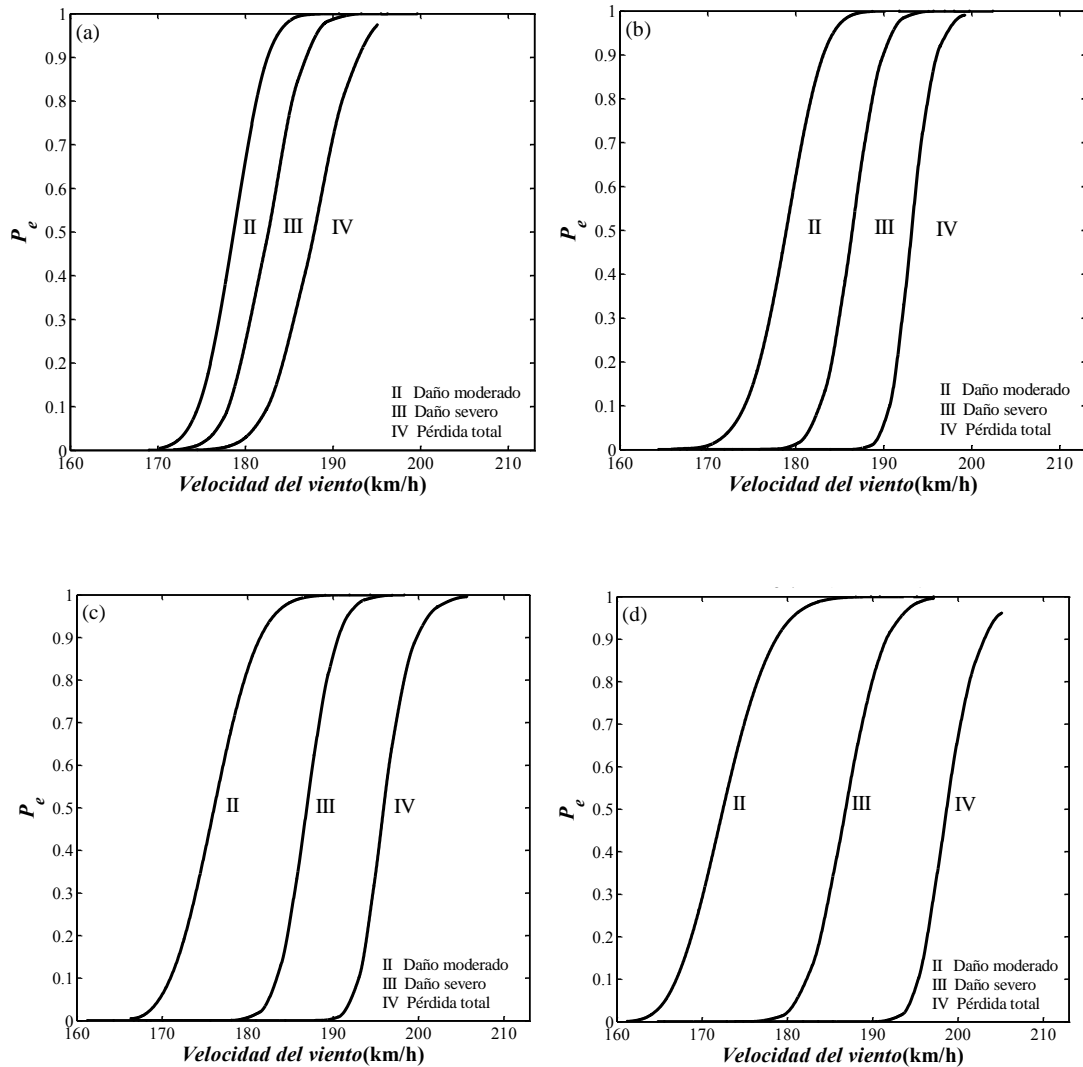 (a)
1
0.9
0.8
0.7
0.6
0.5
0.4
0.3
0.2
0.1
0
P e
II
III
IV
II Daño moderado
III Daño severo
IV Pérdida total
160 170 180 190 200 210
Velocidad del viento(km/h)
(b)
1
0.9
0.8
0.7
0.6
0.5
0.4
0.3
0.2
0.1
0
P e
II
III
IV
II Daño moderado
III Daño severo
IV Pérdida total
160 170 180 190 200 210
Velocidad del viento(km/h)
(c)
1
0.9
0.8
0.7
0.6
0.5
0.4
0.3
0.2
0.1
0
P e
II
III
IV
II Daño moderado
III Daño severo
IV Pérdida total
160 170 180 190 200 210
Velocidad del viento(km/h)
(d)
1
0.9
0.8
0.7
0.6
0.5
0.4
0.3
0.2
0.1
0
P e
II
III
IV
II Daño moderado
III Daño severo
IV Pérdida total
160 170 180 190 200 210
Velocidad del viento(km/h)